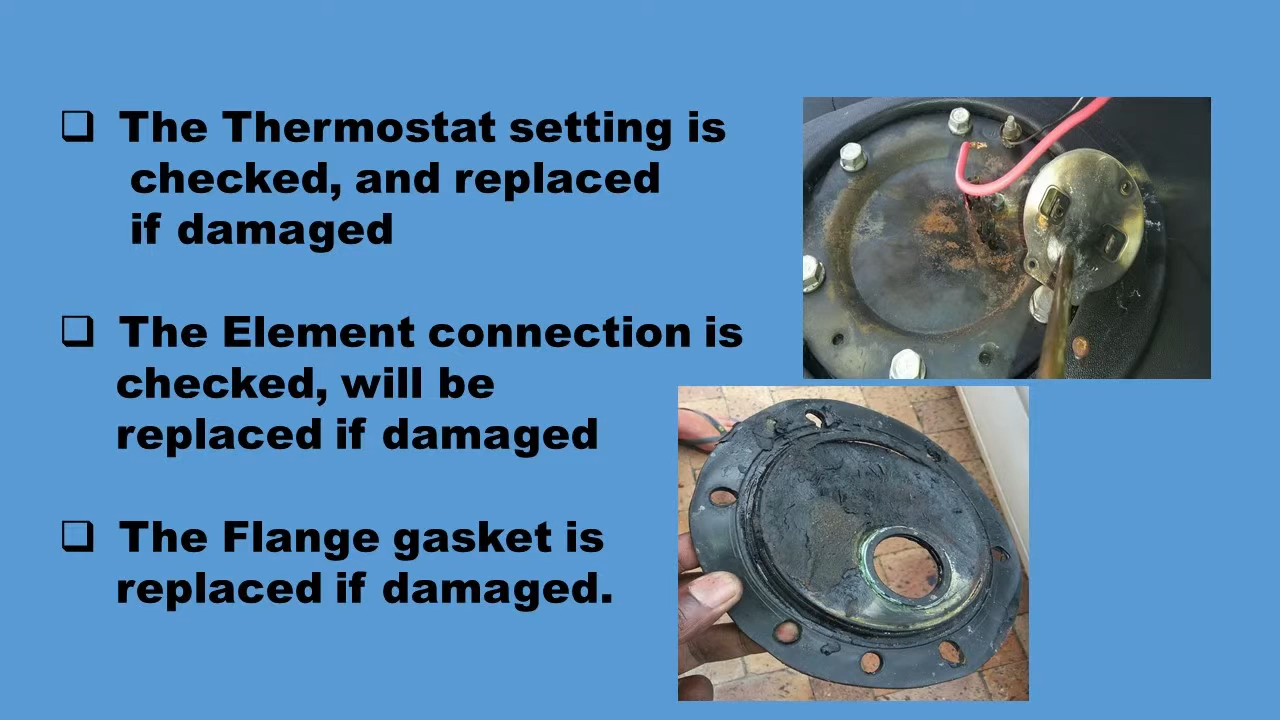 ❑ The Thermostat setting is
checked, and replaced
if damaged
❑ The Element connection is
checked, will be
replaced if damaged
❑ The Flange gasket is
replaced if damaged.